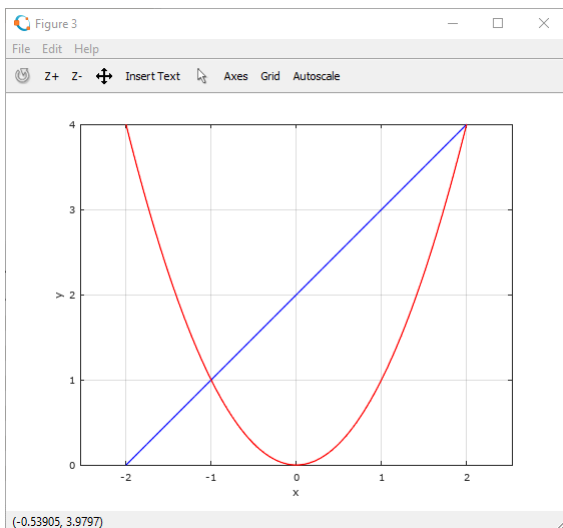 Figure 3
File Edit Help
Z+ Z- Insert Text Axes Grid Autoscale
4
3
y 2
1
0
-2 -1 0 1 2
x
(-0.53905, 3.9797)